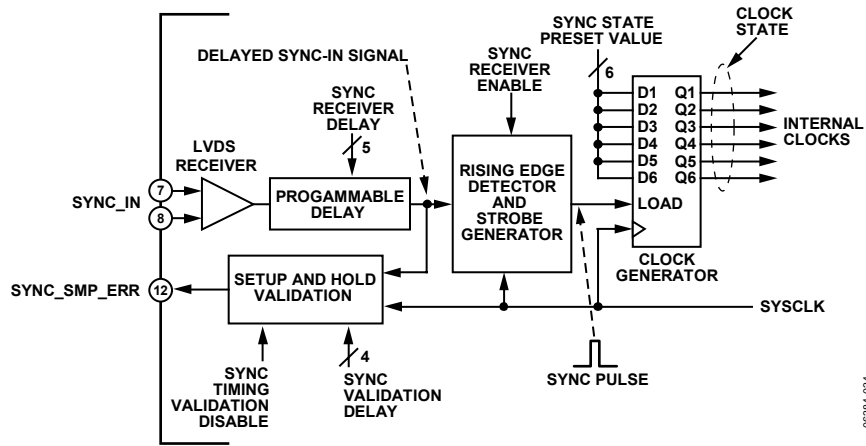 SYNC STATE
PRESET VALUE
CLOCK
STATE
DELAYED SYNC-IN SIGNAL
SYNC
RECEIVER
ENABLE
6
SYNC
RECEIVER
DELAY
5
D1 Q1
D2 Q2
D3 Q3
D4 Q4
D5 Q5
D6 Q6
LOAD
INTERNAL
CLOCKS
LVDS
RECEIVER
SYNC_IN
7
8
PROGAMMABLE
DELAY
RISING EDGE
DETECTOR
AND
STROBE
GENERATOR
CLOCK
GENERATOR
SYNC_SMP_ERR
12
SETUP AND HOLD
VALIDATION
SYSCLK
SYNC
TIMING
VALIDATION
DISABLE
4
SYNC
VALIDATION
DELAY
SYNC PULSE